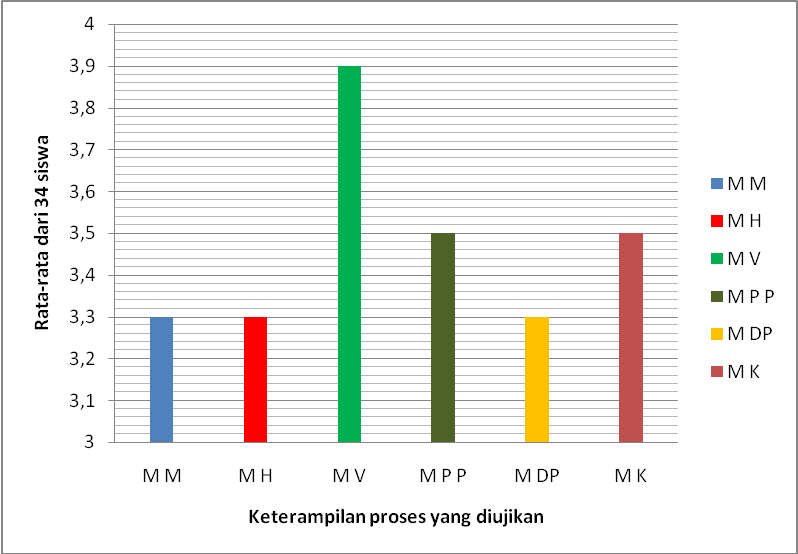 4
3,9
3,8
3,7
3,6
3,5
3,4
3,3
3,2
3,1
3
Rata-rata dari 34 siswa
M M
M H
M V
M P P
M DP
M K
Keterampilan proses yang diujikan
M M
M H
M V
M P P
M DP
M K